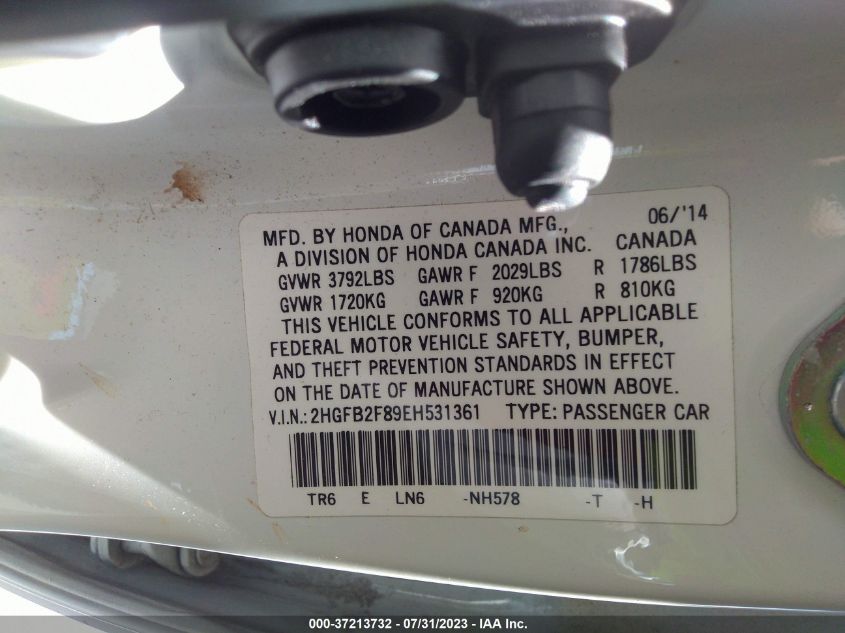 MFD. BY HONDA OF CANADA MFG., 06/'14
A DIVISION OF HONDA CANADA INC. CANADA
GVWR 3792LBS GAWR F 2029LBS R 1786LBS
GVWR 1720KG GAWR F 920KG R 810KG
THIS VEHICLE CONFORMS TO ALL APPLICABLE
FEDERAL MOTOR VEHICLE SAFETY, BUMPER,
AND THEFT PREVENTION STANDARDS IN EFFECT
ON THE DATE OF MANUFACTURE SHOWN ABOVE.
V.I.N.: 2HGFB2F89EH531361 TYPE: PASSENGER CAR
TR6 E LN6 -NH578 -T -H
000-37213732 - 07/31/2023 - IAA Inc.